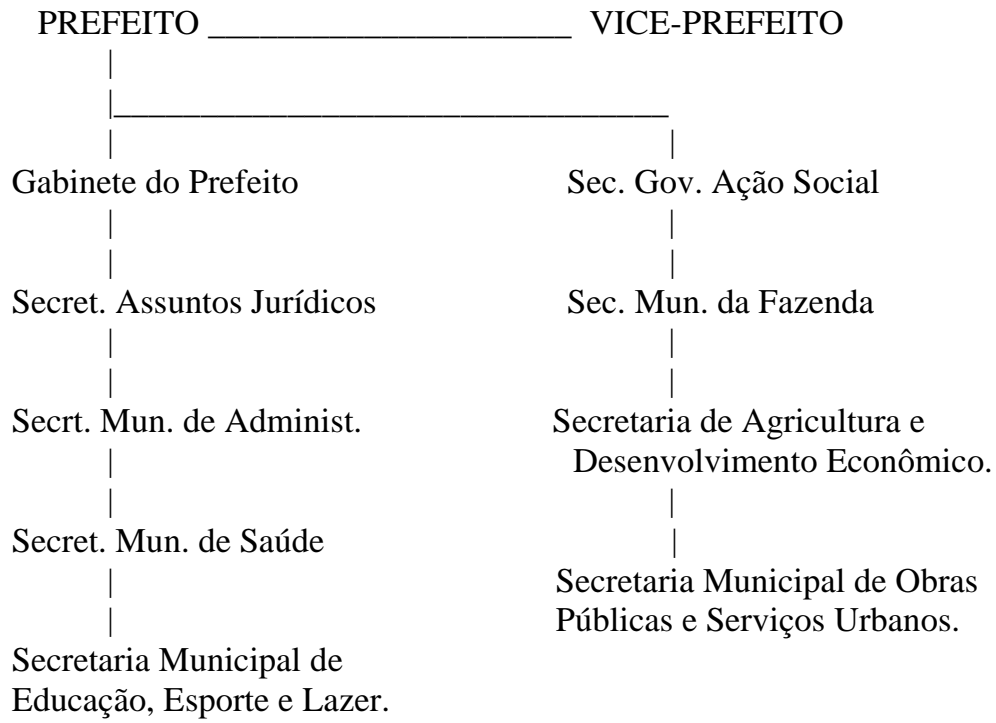 PREFEITO _____________________ VICE-PREFEITO
Gabinete do Prefeito
Sec. Gov. Ação Social
Secret. Assuntos Jurídicos
Sec. Mun. da Fazenda
Secrt. Mun. de Administ.
Secretaria de Agricultura e
Desenvolvimento Econômico.
Secret. Mun. de Saúde
Secretaria Municipal de Obras
Públicas e Serviços Urbanos.
Secretaria Municipal de
Educação, Esporte e Lazer.